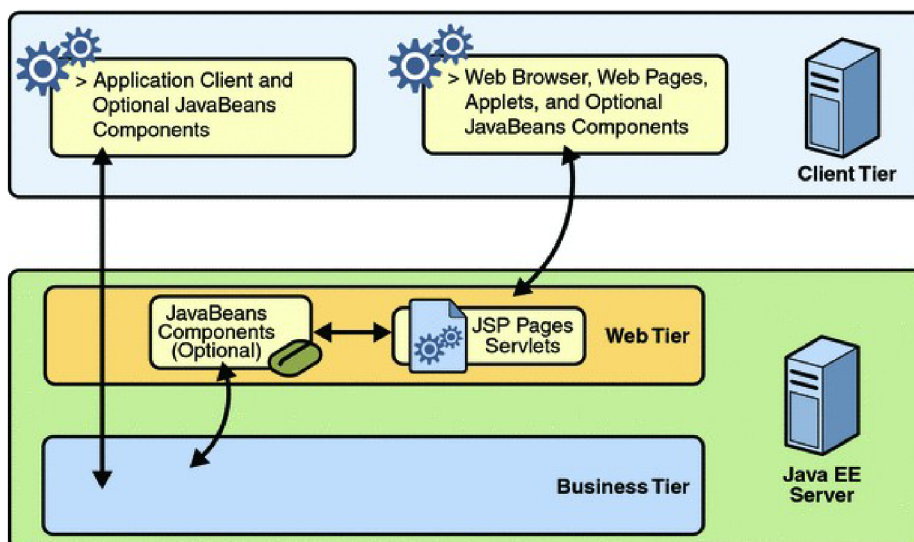 > Application Client and
Optional JavaBeans
Components
> Web Browser, Web Pages,
Applets, and Optional
JavaBeans Components
Client Tier
JavaBeans
Components
(Optional)
JSP Pages
Servlets
Web Tier
Business Tier
Java EE
Server